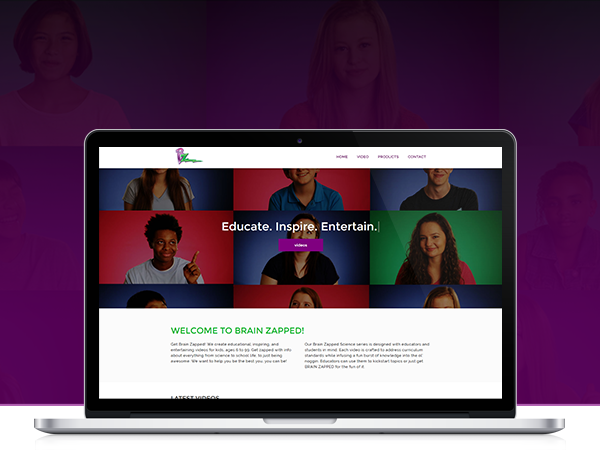 HOME VIDEO PRODUCTS CONTACT
Educate. Inspire. Entertain.
videos
WELCOME TO BRAIN ZAPPED!
Get Brain Zapped! We create educational, inspiring, and
entertaining videos for kids, ages 6 to 99. Get zapped with info
about everything from science to school life, to just being
awesome. We want to help you be the best you, you can be!
Our Brain Zapped Science series is designed with educators and
students in mind. Each video is crafted to address curriculum
standards while infusing a fun burst of knowledge into the ol'
noggin. Educators can use them to kickstart topics or just get
BRAIN ZAPPED for the fun of it.
LATEST VIDEOS